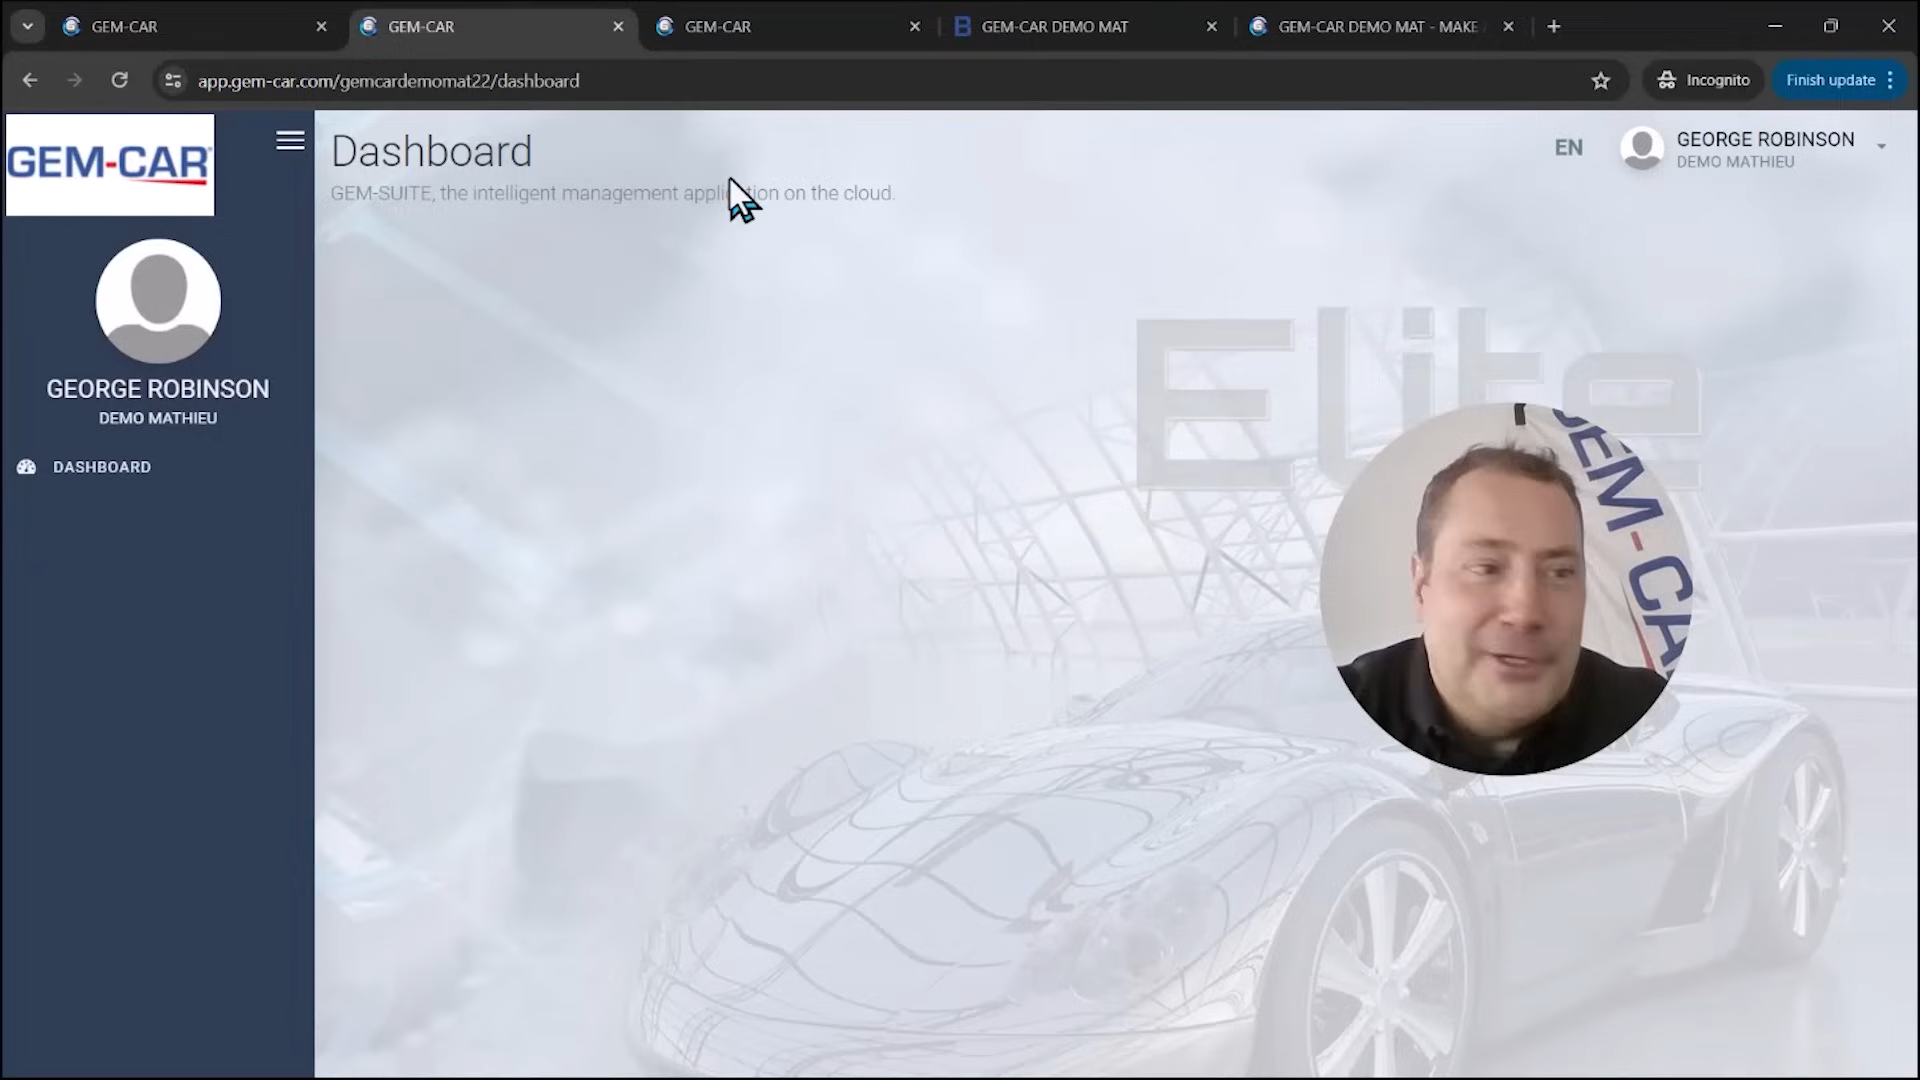 GEM-CAR
GEM-CAR
GEM-CAR
GEM-CAR DEMO MAT
GEM-CAR DEMO MAT - MAKE
app.gem-car.com/gemcardemomat22/dashboard
Incognito
Finish update
GEM-CAR
Dashboard
GEM-SUITE, the intelligent management application on the cloud.
EN
GEORGE ROBINSON
DEMO MATHIEU
GEORGE ROBINSON
DEMO MATHIEU
DASHBOARD
Elite
GEM-CA